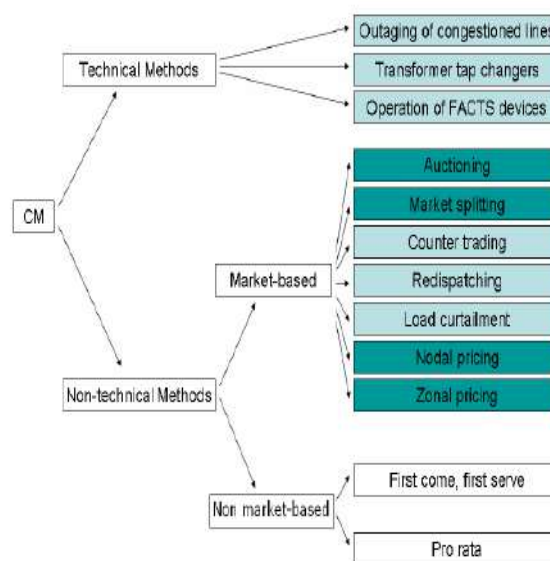 Outaging of congestioned lines
Technical Methods
Transformer tap changers
Operation of FACTS devices
Auctioning
Market splitting
CM
Counter trading
Market-based
Redispatching
Load curtailment
Nodal pricing
Non-technical Methods
Zonal pricing
First come, first serve
Non market-based
Pro rata